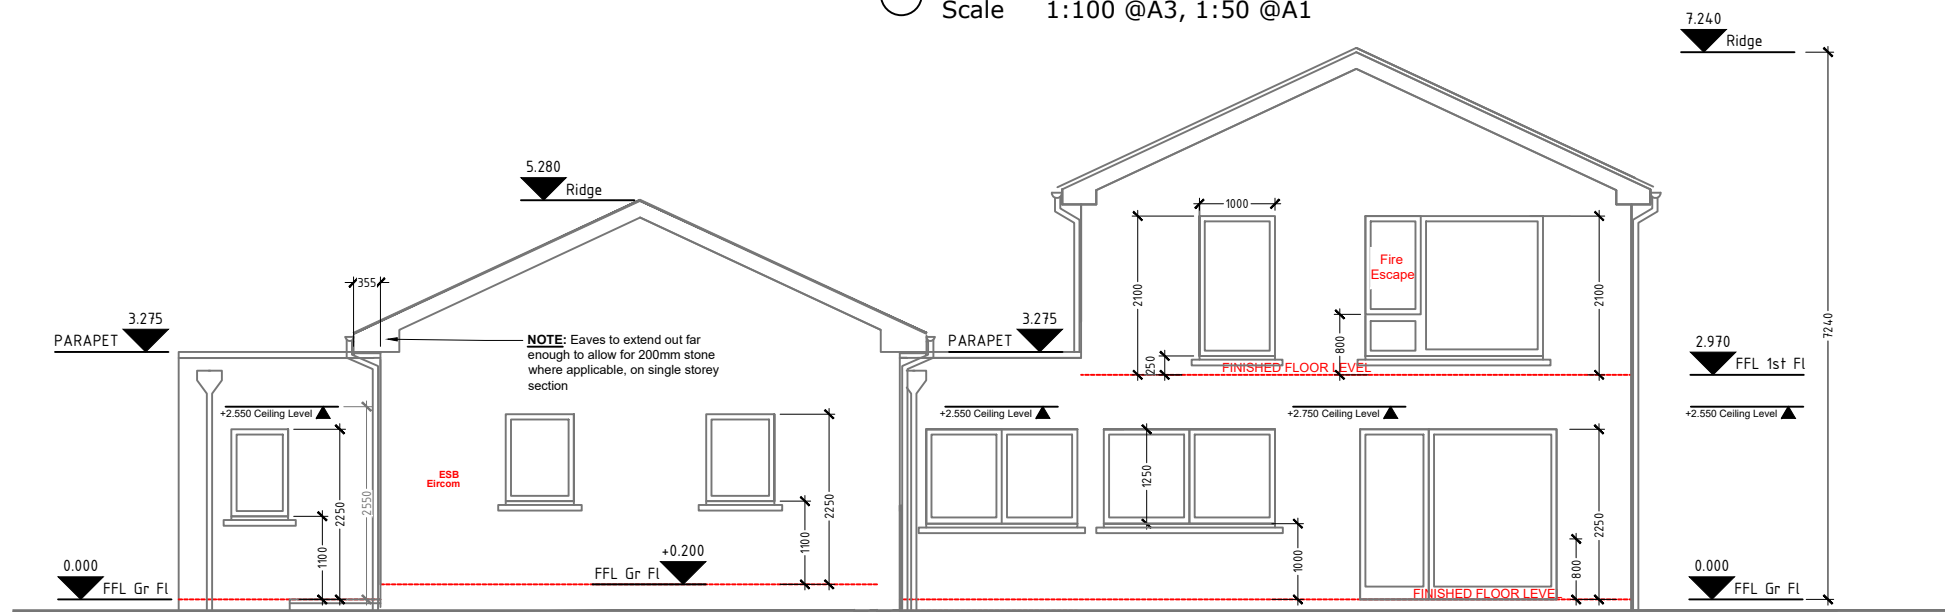 Scale 1:100 @A3, 1:50 @A1
7.240
Ridge
5.280
Ridge
1000
355
Fire
Escape
2100
2100
7240
3.275
PARAPET
NOTE: Eaves to extend out far
enough to allow for 200mm stone
where applicable, on single storey
section
3.275
PARAPET
800
250
FINISHED FLOOR LEVEL
2.970
FFL 1st Fl
+2.550 Ceiling Level
+2.550 Ceiling Level
+2.750 Ceiling Level
+2.550 Ceiling Level
ESB
Eircom
2550
2250
1100
2250
1100
1250
1000
2250
800
+0.200
FFL Gr Fl
0.000
FFL Gr Fl
FINISHED FLOOR LEVEL
0.000
FFL Gr Fl